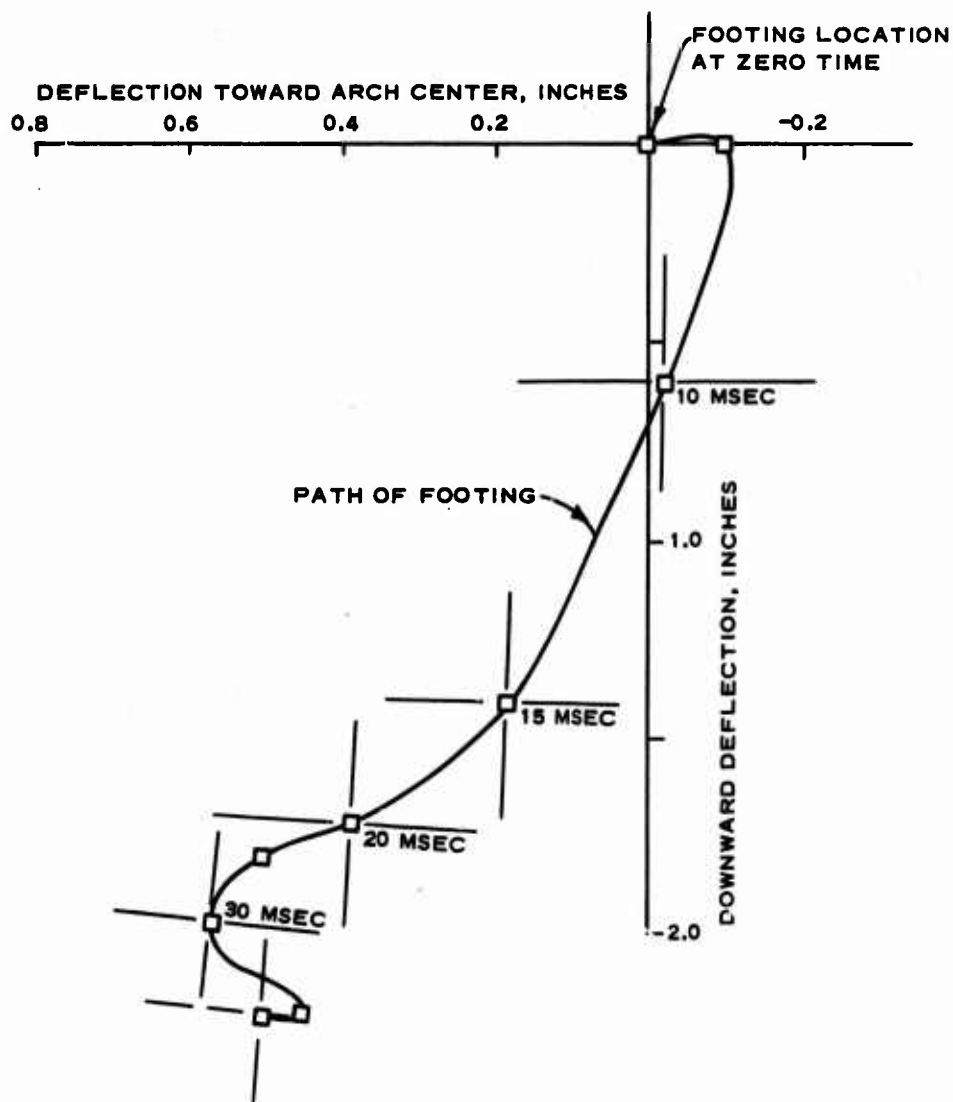 FOOTING LOCATION
AT ZERO TIME
DEFLECTION TOWARD ARCH CENTER, INCHES
0.8
0.6
0.4
0.2
-0.2
10 MSEC
PATH OF FOOTING
1.0
DOWNWARD DEFLECTION, INCHES
15 MSEC
20 MSEC
30 MSEC
2.0